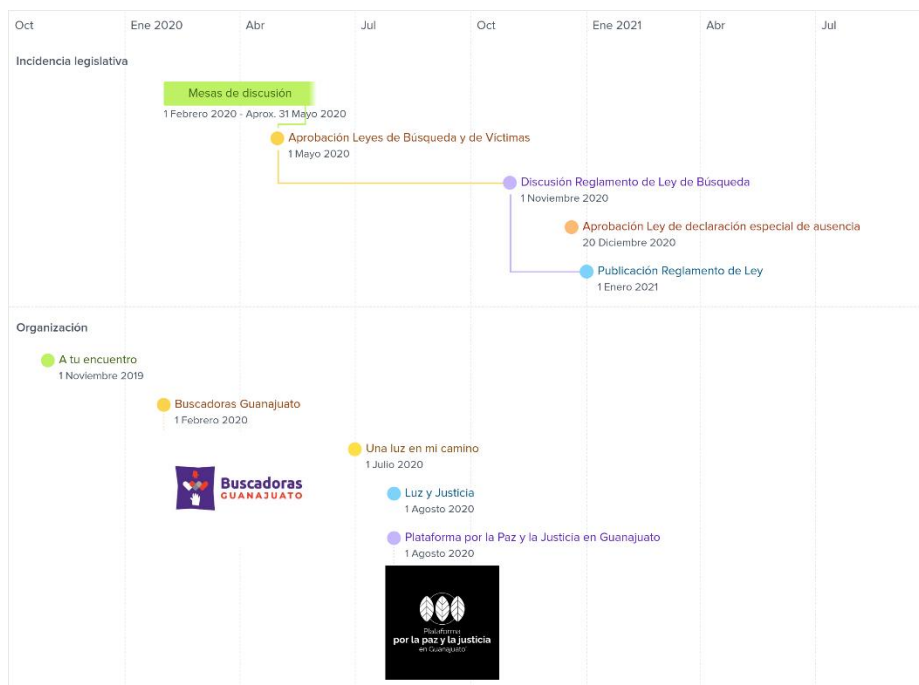 Oct
Ene 2020
Abr
Jul
Oct
Ene 2021
Abr
Jul
Incidencia legislativa
Mesas de discusión
1 Febrero 2020 - Aprox. 31 Mayo 2020
Aprobación Leyes de Búsqueda y de Víctimas
1 Mayo 2020
Discusión Reglamento de Ley de Búsqueda
1 Noviembre 2020
Aprobación Ley de declaración especial de ausencia
20 Diciembre 2020
Publicación Reglamento de Ley
1 Enero 2021
Organización
A tu encuentro
1 Noviembre 2019
Buscadoras Guanajuato
1 Febrero 2020
Una luz en mi camino
1 Julio 2020
Buscadoras
GUANAJUATO
Luz y Justicia
1 Agosto 2020
Plataforma por la Paz y la Justicia en Guanajuato
1 Agosto 2020
Plataforma
por la paz y la justicia
en Guanajuato